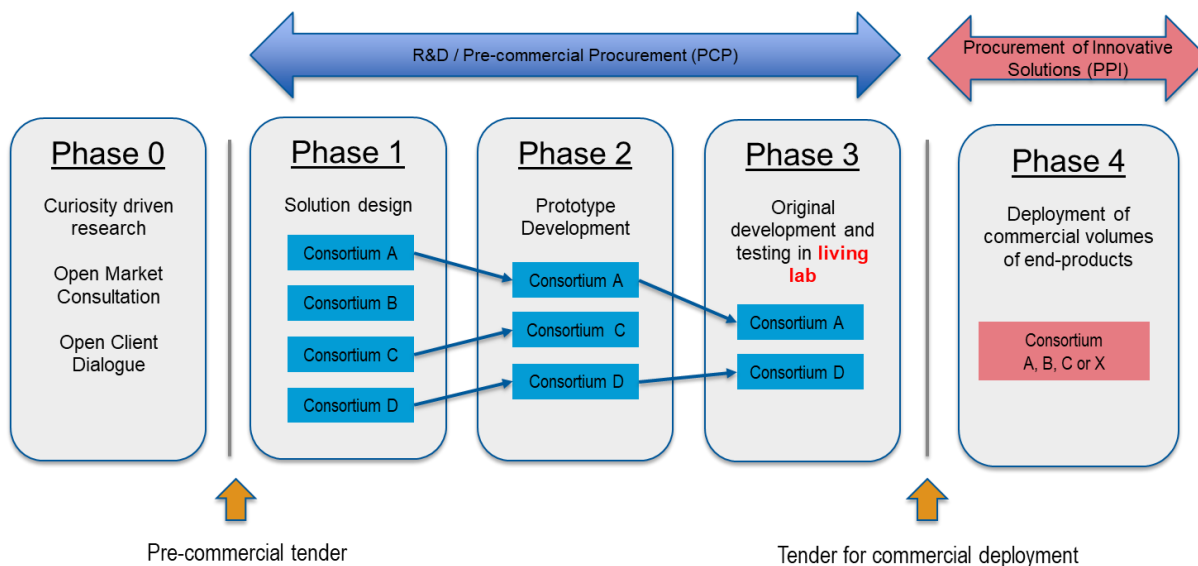 R&D / Pre-commercial Procurement (PCP)
Procurement of Innovative
Solutions (PPI)
Phase 0
Curiosity driven
research
Open Market
Consultation
Open Client
Dialogue
Phase 1
Solution design
Consortium A
Consortium B
Consortium C
Consortium D
Phase 2
Prototype
Development
Consortium A
Consortium C
Consortium D
Phase 3
Original
development and
testing in living
lab
Consortium A
Consortium D
Phase 4
Deployment of
commercial volumes
of end-products
Consortium
A, B, C or X
Pre-commercial tender
Tender for commercial deployment